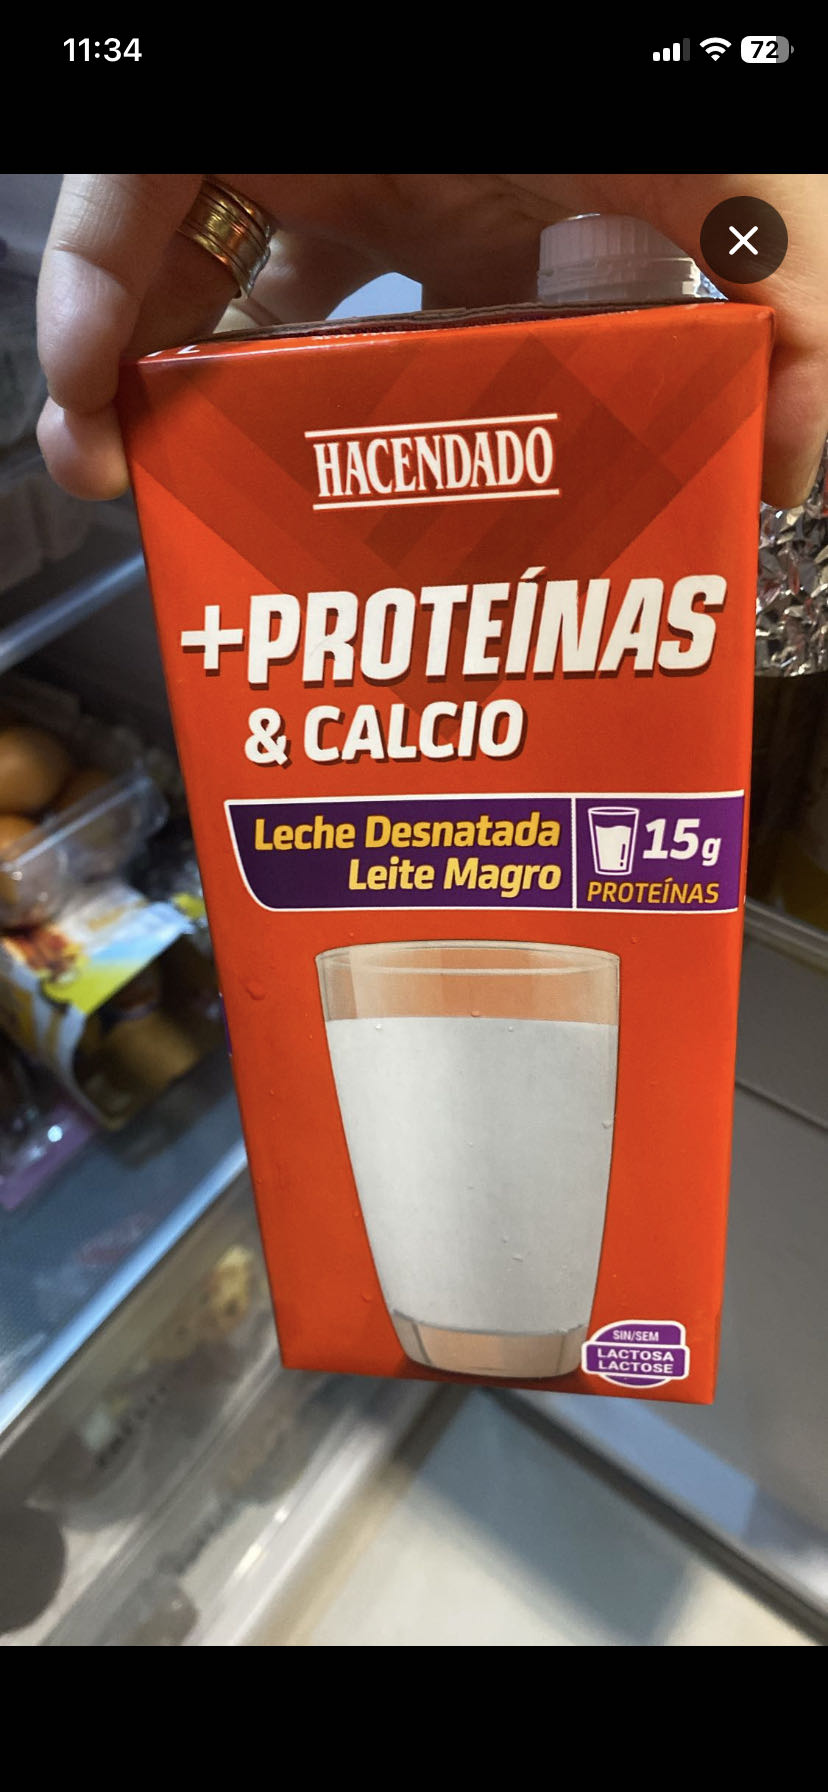 11:34
72
HACENDADO
+PROTEÍNAS
& CALCIO
Leche Desnatada
Leite Magro
15g
PROTEÍNAS
SIN/SEM
LACTOSA
LACTOSE